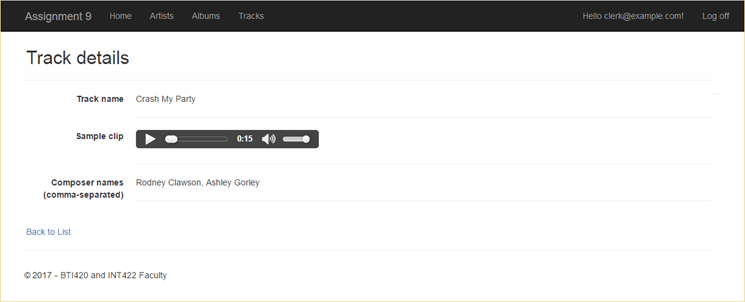 Assignment 9 Home Artists Albums Tracks Hello clerk@example.com! Log off
Track details
Track name Crash My Party
Sample clip 0:15
Composer names Rodney Clawson, Ashley Gorley
(comma-separated)
Back to List
© 2017 - BTI420 and INT422 Faculty